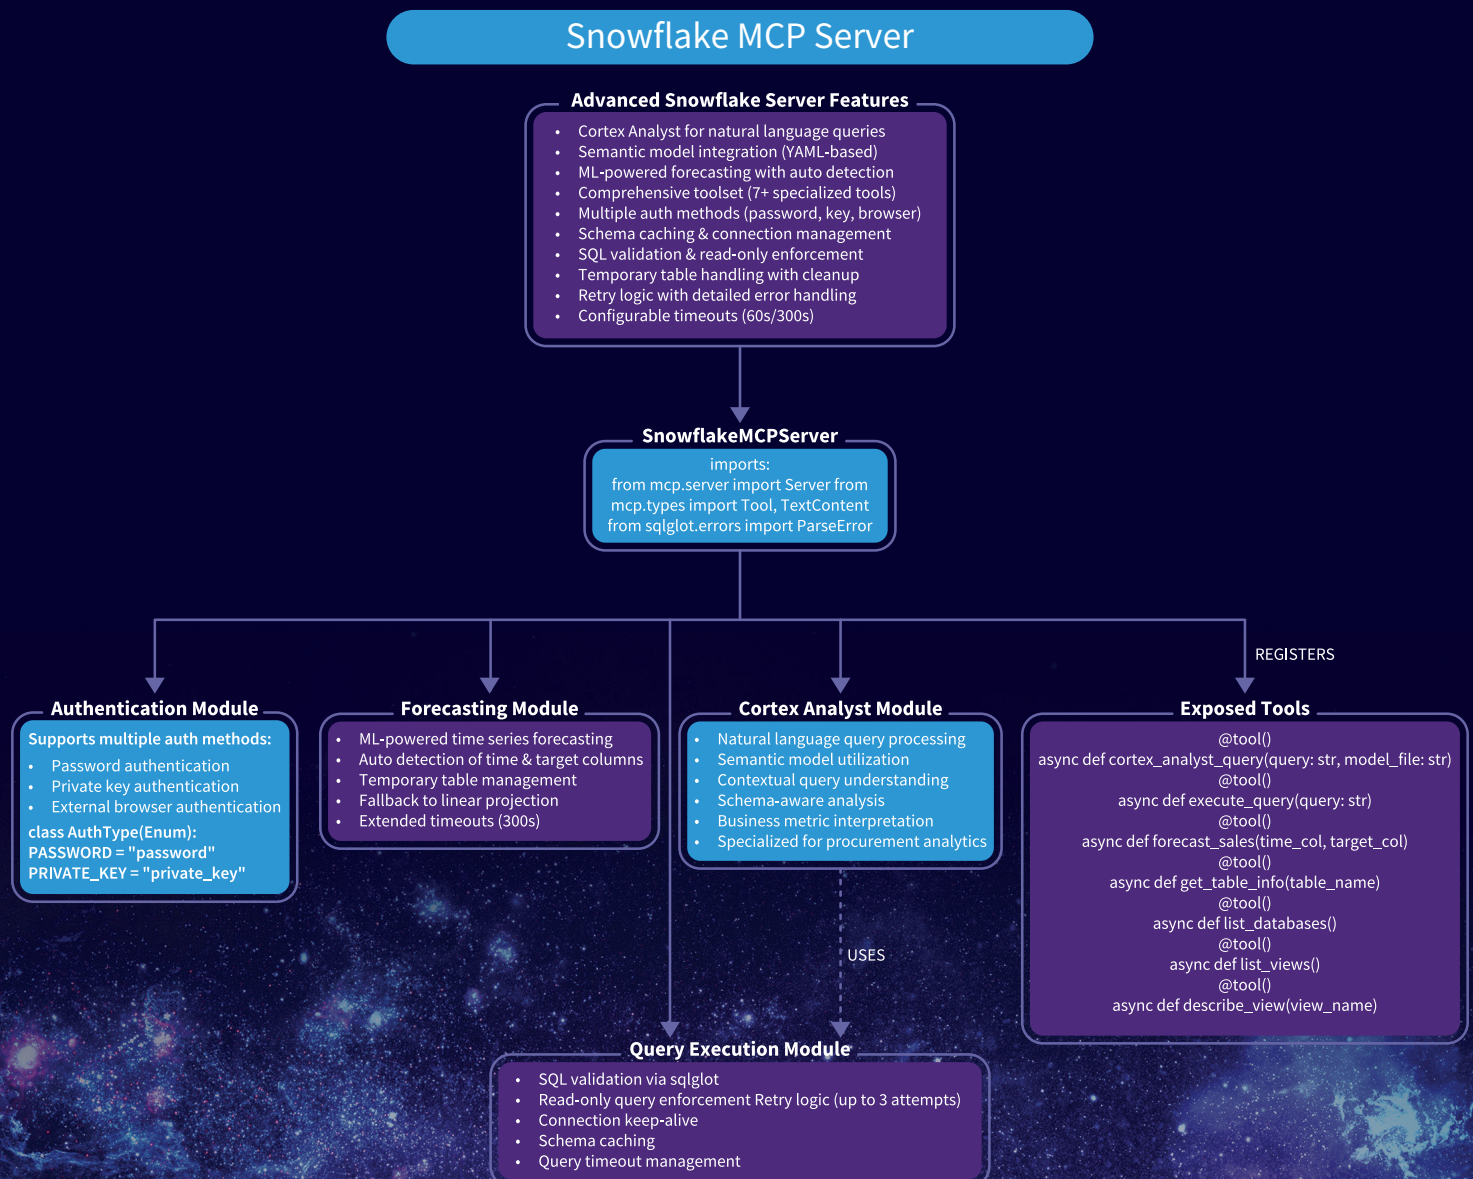 Snowflake MCP Server
Advanced Snowflake Server Features
• Cortex Analyst for natural language queries
• Semantic model integration (YAML-based)
• ML-powered forecasting with auto detection
• Comprehensive toolset (7+ specialized tools)
• Multiple auth methods (password, key, browser)
• Schema caching & connection management
• SQL validation & read-only enforcement
• Temporary table handling with cleanup
• Retry logic with detailed error handling
• Configurable timeouts (60s/300s)
SnowflakeMCPServer
imports:
from mcp.server import Server from
mcp.types import Tool, TextContent
from sqlglot.errors import ParseError
REGISTERS
Authentication Module
Supports multiple auth methods:
• Password authentication
• Private key authentication
• External browser authentication
class AuthType(Enum):
PASSWORD = "password"
PRIVATE_KEY = "private_key"
Forecasting Module
• ML-powered time series forecasting
• Auto detection of time & target columns
• Temporary table management
• Fallback to linear projection
• Extended timeouts (300s)
Cortex Analyst Module
• Natural language query processing
• Semantic model utilization
• Contextual query understanding
• Schema-aware analysis
• Business metric interpretation
• Specialized for procurement analytics
Exposed Tools
@tool()
async def cortex_analyst_query(query: str, model_file: str)
@tool()
async def execute_query(query: str)
@tool()
async def forecast_sales(time_col, target_col)
@tool()
async def get_table_info(table_name)
@tool()
async def list_databases()
@tool()
async def list_views()
@tool()
async def describe_view(view_name)
USES
Query Execution Module
• SQL validation via sqlglot
• Read-only query enforcement Retry logic (up to 3 attempts)
• Connection keep-alive
• Schema caching
• Query timeout management